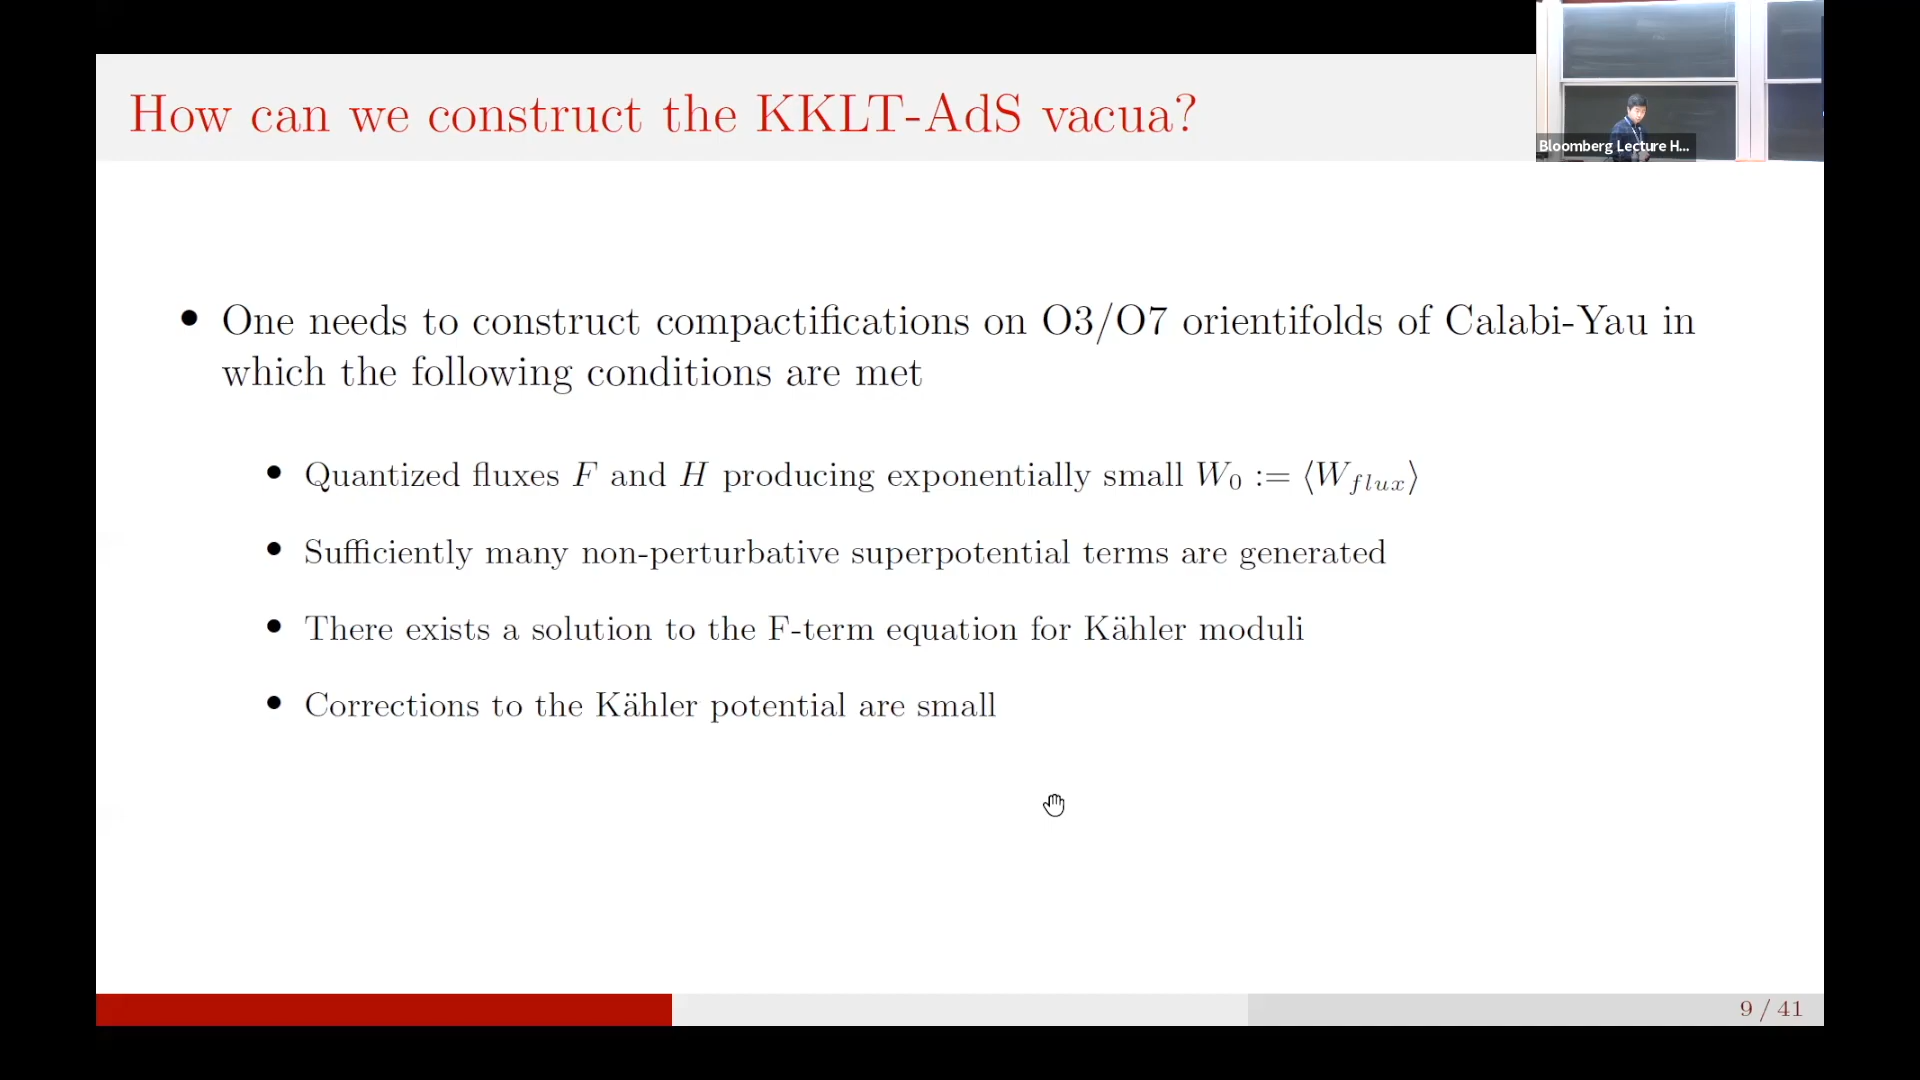 How can we construct the KKLT-AdS vacua?
Bloomberg Lecture H...
• One needs to construct compactifications on O3/O7 orientifolds of Calabi-Yau in
which the following conditions are met
• Quantized fluxes F and H producing exponentially small W₀ := ⟨W_{flux}⟩
• Sufficiently many non-perturbative superpotential terms are generated
• There exists a solution to the F-term equation for Kähler moduli
• Corrections to the Kähler potential are small
9 / 41